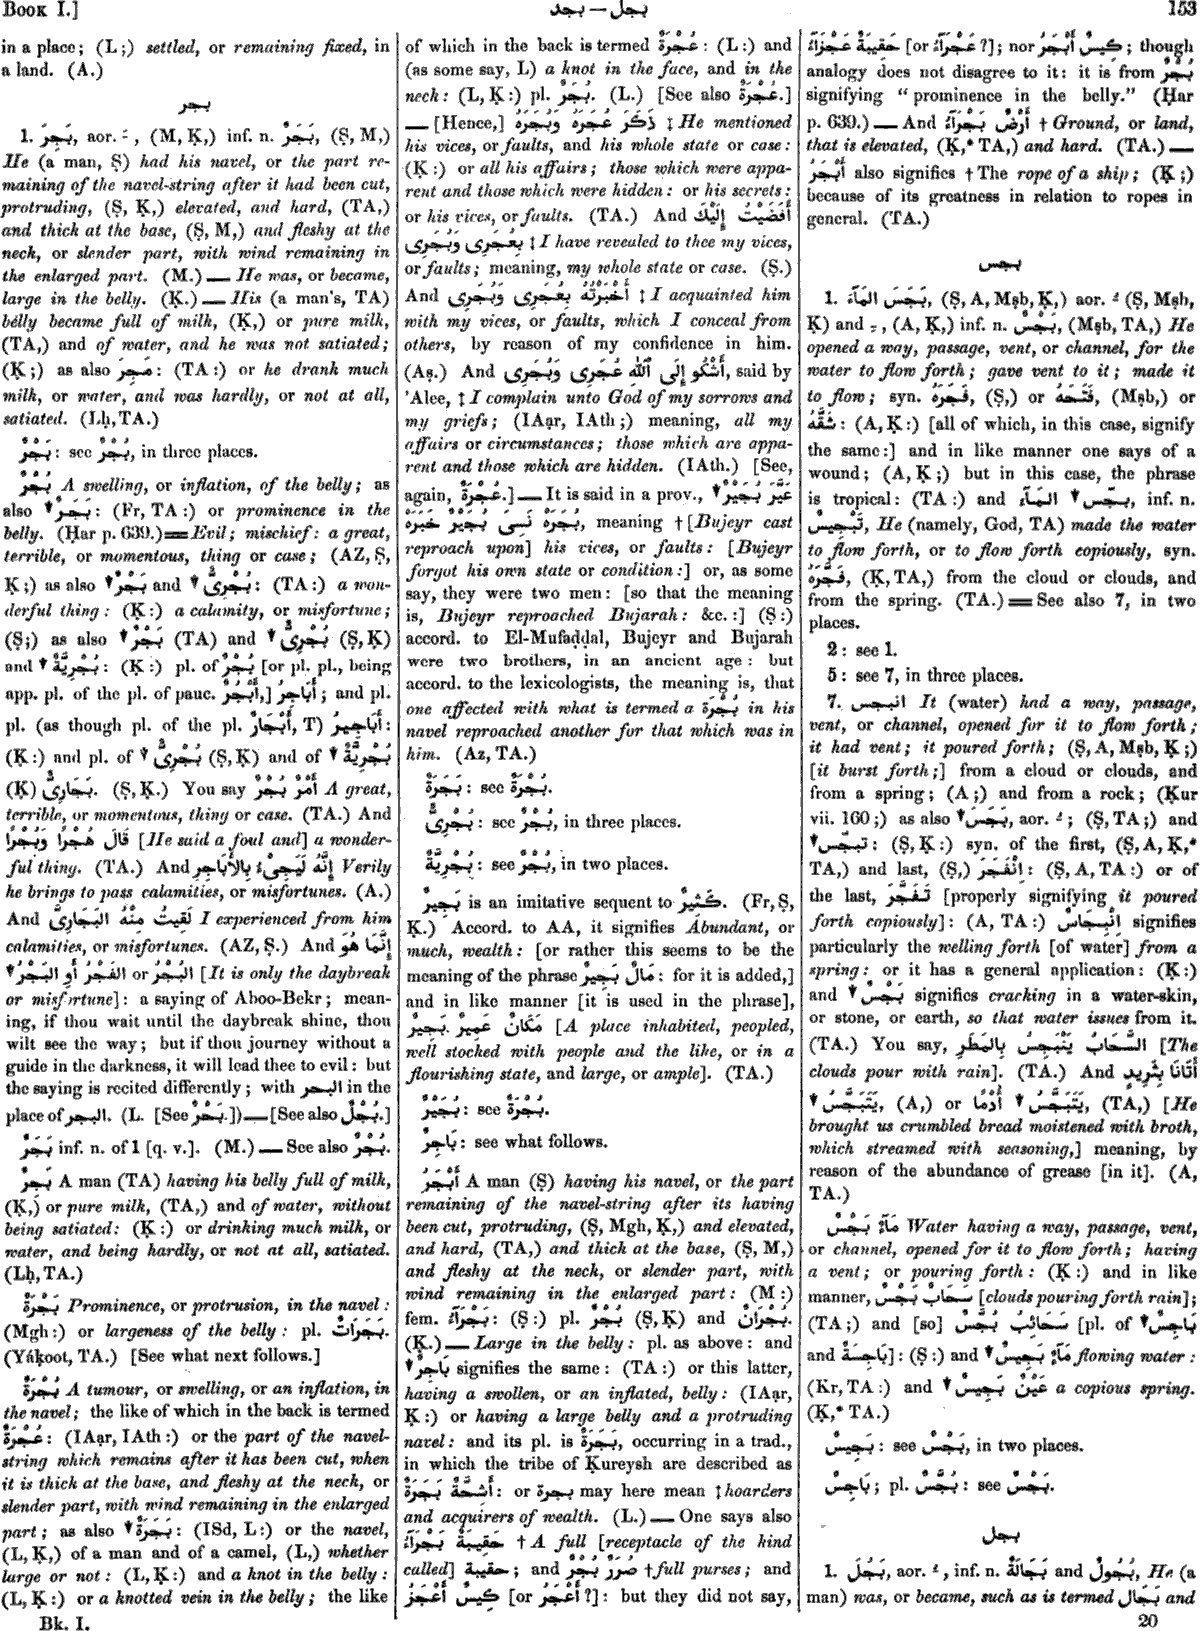 Book I.]
بجل — بجد
153
in a place; (L;) settled, or remaining fixed, in
a land. (A.)
بجر
1. بَجِرَ, aor. ـَ , (M, Ḳ,) inf. n. بَجَرٌ, (Ṣ, M,)
He (a man, Ṣ) had his navel, or the part re-
maining of the navel-string after it had been cut,
protruding, (Ṣ, Ḳ,) elevated, and hard, (TA,)
and thick at the base, (Ṣ, M,) and fleshy at the
neck, or slender part, with wind remaining in
the enlarged part. (M.) — He was, or became,
large in the belly. (Ḳ.) — His (a man's, TA)
belly became full of milk, (Ḳ,) or pure milk,
(TA,) and of water, and he was not satiated;
(Ḳ;) as also مَجِرَ: (TA:) or he drank much
milk, or water, and was hardly, or not at all,
satiated. (Lḥ, TA.)
بَجْرٌ: see بُجْرٌ, in three places.
بُجْرٌ A swelling, or inflation, of the belly; as
also ↓ بَجَرٌ: (Fr, TA:) or prominence in the
belly. (Ḥar p. 639.) = Evil; mischief: a great,
terrible, or momentous, thing or case; (AZ, Ṣ,
Ḳ;) as also ↓ بَجْرٌ and ↓ بُجْرِىٌّ: (TA:) a won-
derful thing: (Ḳ:) a calamity, or misfortune;
(Ṣ;) as also ↓ بَجْرٌ (TA) and ↓ بُجْرِىٌّ (Ṣ, Ḳ)
and ↓ بُجْرِيَّةٌ: (Ḳ:) pl. of بُجْرٌ [or pl. pl., being
app. pl. of the pl. of pauc. أَبْجُرٌ,] أَبَاجِرُ; and pl.
pl. (as though pl. of the pl. أَبْجَارٌ, T) أَبَاجِيرُ:
(Ḳ:) and pl. of ↓ بُجْرِىٌّ (Ṣ, Ḳ) and of ↓ بُجْرِيَّةٌ
(Ḳ) بَجَارِىُّ. (Ṣ, Ḳ.) You say أَمْرٌ بُجْرٌ A great,
terrible, or momentous, thing or case. (TA.) And
قَالَ هُجْرًا وَبُجْرًا [He said a foul and] a wonder-
ful thing. (TA.) And إِنَّهُ لَيَجِىْءُ بِالأَبَاجِرِ Verily
he brings to pass calamities, or misfortunes. (A.)
And لَقِيتُ مِنْهُ البَجَارِىَّ I experienced from him
calamities, or misfortunes. (AZ, Ṣ.) And إِنَّمَا هُوَ
الفَجْرُ أَوِ البَجْرُ ↓ or البُجْرُ [It is only the daybreak
or misfortune]: a saying of Aboo-Bekr; mean-
ing, if thou wait until the daybreak shine, thou
wilt see the way; but if thou journey without a
guide in the darkness, it will lead thee to evil: but
the saying is recited differently; with البحر in the
place of البجر. (L. [See بَحْرٌ.]) — [See also بُجْلٌ.]
بَجَرٌ inf. n. of 1 [q. v.]. (M.) — See also بُجْرٌ.
بَجِرٌ A man (TA) having his belly full of milk,
(Ḳ,) or pure milk, (TA,) and of water, without
being satiated: (Ḳ:) or drinking much milk, or
water, and being hardly, or not at all, satiated.
(Lḥ, TA.)
بَجْرَةٌ Prominence, or protrusion, in the navel:
(Mgh:) or largeness of the belly: pl. بَجَرَاتٌ.
(Yáḳoot, TA.) [See what next follows.]
بُجْرَةٌ A tumour, or swelling, or an inflation, in
the navel; the like of which in the back is termed
عُجْرَةٌ: (IAạr, IAth:) or the part of the navel-
string which remains after it has been cut, when
it is thick at the base, and fleshy at the neck, or
slender part, with wind remaining in the enlarged
part; as also ↓ بَجَرَةٌ: (ISd, L:) or the navel,
(L, Ḳ,) of a man and of a camel, (L,) whether
large or not: (L, Ḳ:) and a knot in the belly:
(L, Ḳ:) or a knotted vein in the belly; the like
Bk. I.
of which in the back is termed عُجْرَةٌ: (L:) and
(as some say, L) a knot in the face, and in the
neck: (L, Ḳ:) pl. بُجَرٌ. (L.) [See also عُجْرَةٌ.]
— [Hence,] ذَكَرَ عُجَرَهُ وَبُجَرَهُ ‡ He mentioned
his vices, or faults, and his whole state or case:
(Ḳ:) or all his affairs; those which were appa-
rent and those which were hidden: or his secrets:
or his vices, or faults. (TA.) And أَفْضَيْتُ إِلَيْكَ
بِعُجَرِى وَبُجَرِى ‡ I have revealed to thee my vices,
or faults; meaning, my whole state or case. (Ṣ.)
And أَخْبَرْتُهُ بِعُجَرِى وَبُجَرِى ‡ I acquainted him
with my vices, or faults, which I conceal from
others, by reason of my confidence in him.
(Aṣ.) And أَشْكُو إِلَى ٱللّٰهِ عُجَرِى وَبُجَرِى, said by
'Alee, ‡ I complain unto God of my sorrows and
my griefs; (IAạr, IAth;) meaning, all my
affairs or circumstances; those which are appa-
rent and those which are hidden. (IAth.) [See,
again, عُجْرَةٌ.] — It is said in a prov., عَيَّرَ بُجَيْرٌ ↓
بُجَرَهْ نَسِىَ بُجَيْرٌ خَبَرَهْ, meaning † [Bujeyr cast
reproach upon] his vices, or faults: [Bujeyr
forgot his own state or condition:] or, as some
say, they were two men: [so that the meaning
is, Bujeyr reproached Bujarah: &c.:] (Ṣ:)
accord. to El-Mufaḍḍal, Bujeyr and Bujarah
were two brothers, in an ancient age: but
accord. to the lexicologists, the meaning is, that
one affected with what is termed a بُجْرَة in his
navel reproached another for that which was in
him. (Az, TA.)
بَجَرَةٌ: see بُجْرَةٌ.
بُجْرِىٌّ: see بُجْرٌ, in three places.
بُجْرِيَّةٌ: see بُجْرٌ, in two places.
بَجِيرٌ is an imitative sequent to كَثِيرٌ. (Fr, Ṣ,
Ḳ.) Accord. to AA, it signifies Abundant, or
much, wealth: [or rather this seems to be the
meaning of the phrase مَالٌ بَجِيرٌ: for it is added,]
and in like manner [it is used in the phrase],
مَكَانٌ عَمِيرٌ بَجِيرٌ [A place inhabited, peopled,
well stocked with people and the like, or in a
flourishing state, and large, or ample]. (TA.)
بُجَيْرٌ: see بُجْرَةٌ.
بَاجِرٌ: see what follows.
أَبْجَرُ A man (Ṣ) having his navel, or the part
remaining of the navel-string after its having
been cut, protruding, (Ṣ, Mgh, Ḳ,) and elevated,
and hard, (TA,) and thick at the base, (Ṣ, M,)
and fleshy at the neck, or slender part, with
wind remaining in the enlarged part: (M:)
fem. بَجْرَآءُ: (Ṣ:) pl. بُجْرٌ (Ṣ, Ḳ) and بُجْرَانٌ.
(Ḳ.) — Large in the belly: pl. as above: and
↓ بَاجِرٌ signifies the same: (TA:) or this latter,
having a swollen, or an inflated, belly: (IAạr,
Ḳ:) or having a large belly and a protruding
navel: and its pl. is بَجَرَةٌ, occurring in a trad.,
in which the tribe of Ḳureysh are described as
أَشِحَّةٌ بَجَرَةٌ: or بجرة may here mean ‡ hoarders
and acquirers of wealth. (L.) — One says also
حَقِيبَةٌ بَجْرَآءُ † A full [receptacle of the kind
called] حقيبة; and صُرَرٌ بُجْرٌ † full purses; and
كِيسٌ أَعْجَزُ [or أَعْجَرُ?]: but they did not say,
حَقِيبَةٌ عَجْزَآءُ [or عَجْرَآءُ?]; nor كِيسٌ أَبْجَرُ; though
analogy does not disagree to it: it is from بُجْرٌ
signifying “prominence in the belly.” (Ḥar
p. 639.) — And أَرْضٌ بَجْرَآءُ † Ground, or land,
that is elevated, (Ḳ,* TA,) and hard. (TA.) —
أَبْجَرُ also signifies † The rope of a ship; (Ḳ;)
because of its greatness in relation to ropes in
general. (TA.)
بجس
1. بَجَسَ المَآءَ, (Ṣ, A, Mṣb, Ḳ,) aor. ـُ (Ṣ, Mṣb,
Ḳ) and ـِ , (A, Ḳ,) inf. n. بَجْسٌ, (Mṣb, TA,) He
opened a way, passage, vent, or channel, for the
water to flow forth; gave vent to it; made it
to flow; syn. فَجَرَهُ, (Ṣ,) or فَتَحَهُ, (Mṣb,) or
شَقَّهُ: (A, Ḳ:) [all of which, in this case, signify
the same:] and in like manner one says of a
wound; (A, Ḳ;) but in this case, the phrase
is tropical: (TA:) and بجّس ↓ المَآءَ, inf. n.
تَبْجِيسٌ, He (namely, God, TA) made the water
to flow forth, or to flow forth copiously, syn.
فَجَّرَهُ, (Ḳ, TA,) from the cloud or clouds, and
from the spring. (TA.) = See also 7, in two
places.
2: see 1.
5: see 7, in three places.
7. انبجس It (water) had a way, passage,
vent, or channel, opened for it to flow forth;
it had vent; it poured forth; (Ṣ, A, Mṣb, Ḳ;)
[it burst forth;] from a cloud or clouds, and
from a spring; (A;) and from a rock; (Kur
vii. 160;) as also ↓ بَجَسَ, aor. ـُ; (Ṣ, TA;) and
↓ تبجّس: (Ṣ, Ḳ:) syn. of the first, (Ṣ, A, Ḳ,*
TA,) and last, (Ṣ,) اِنْفَجَرَ: (Ṣ, A, TA:) or of
the last, تَفَجَّرَ [properly signifying it poured
forth copiously]: (A, TA:) اِنْبِجَاسٌ signifies
particularly the welling forth [of water] from a
spring: or it has a general application: (Ḳ:)
and ↓ بَجْسٌ signifies cracking in a water-skin,
or stone, or earth, so that water issues from it.
(TA.) You say, السَّحَابُ يَتَبَجَّسُ بِالمَطَرِ [The
clouds pour with rain]. (TA.) And أَتَانَا بِثَرِيدٍ
يَتَبَجَّسُ ↓, (A,) or أُدْمًا ↓ يَتَبَجَّسُ, (TA,) [He
brought us crumbled bread moistened with broth,
which streamed with seasoning,] meaning, by
reason of the abundance of grease [in it]. (A,
TA.)
مَآءٌ بَجْسٌ Water having a way, passage, vent,
or channel, opened for it to flow forth; having
a vent; or pouring forth: (Ḳ:) and in like
manner, سَحَابٌ بَجْسٌ [clouds pouring forth rain];
(TA;) and [so] سَحَائِبُ بُجَّسٌ [pl. of ↓ بَاجِسٌ
and بَاجِسَةٌ]: (Ṣ:) and مَآءٌ بَجِيسٌ ↓ flowing water:
(Kr, TA:) and عَيْنٌ بَجِيسٌ ↓ a copious spring.
(Ḳ,* TA.)
بَجِيسٌ: see بَجْسٌ, in two places.
بَاجِسٌ; pl. بُجَّسٌ: see بَجْسٌ.
بجل
1. بَجُلَ, aor. ـُ , inf. n. بَجَالَةٌ and بُجُولٌ, He (a
man) was, or became, such as is termed بَجَال and
20